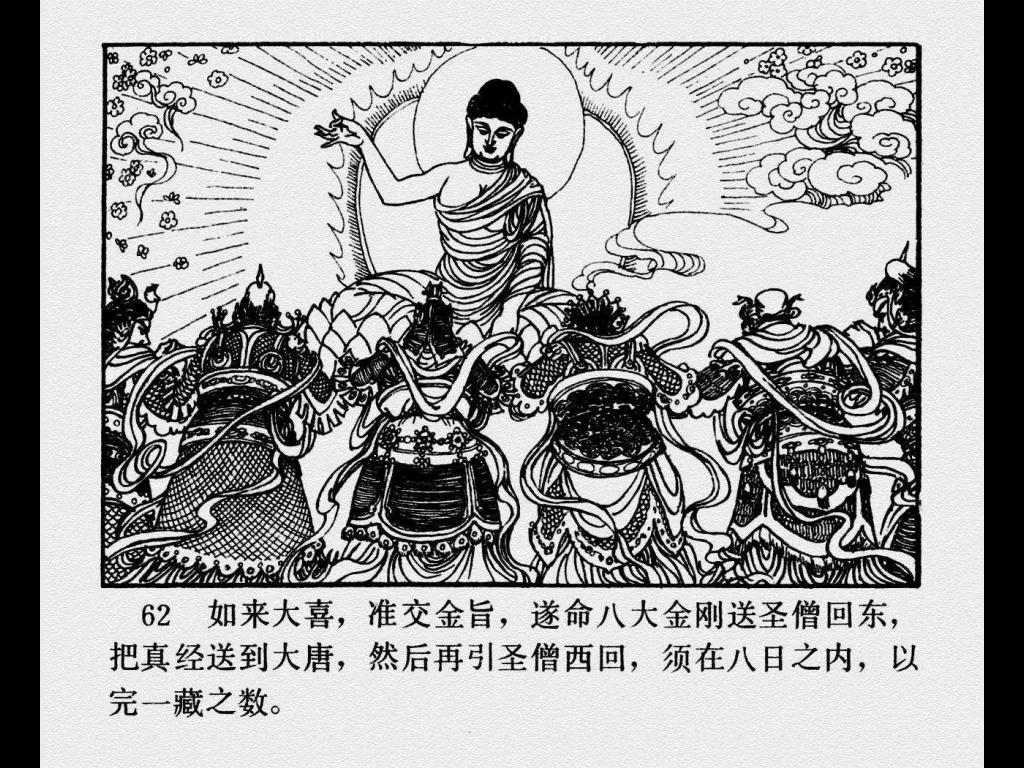 62 如来大喜，准交金旨，遂命八大金刚送圣僧回东，
把真经送到大唐，然后再引圣僧西回，须在八日之内，以
完一藏之数。